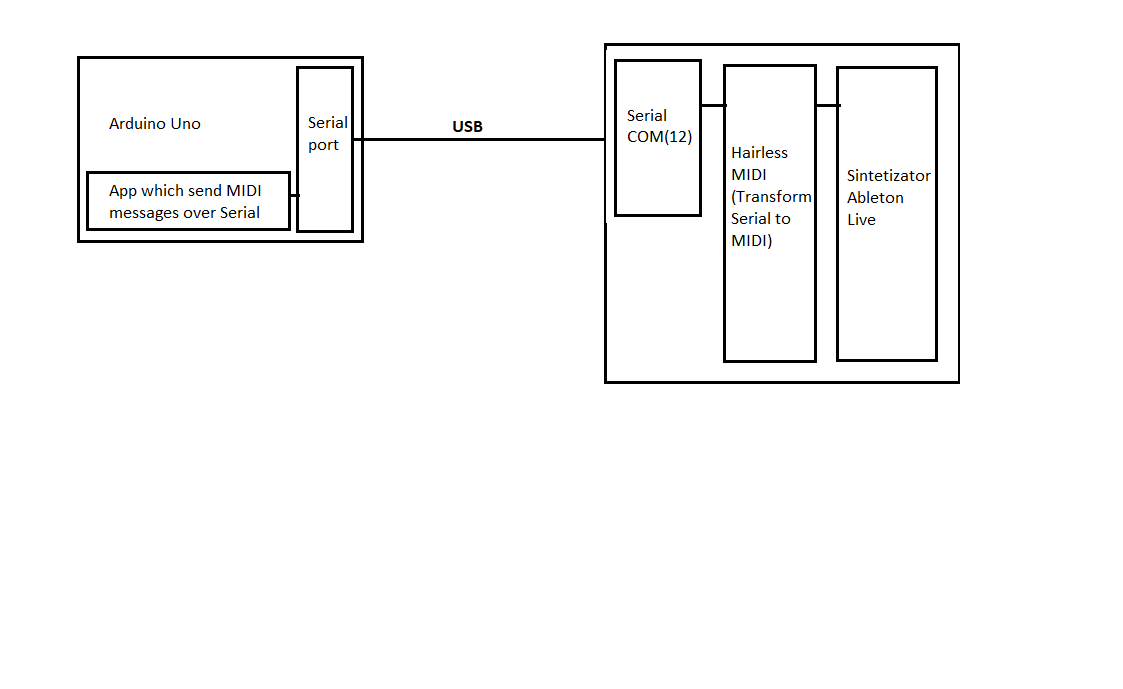 Arduino Uno
App which send MIDI
messages over Serial
Serial
port
USB
Serial
COM(12)
Hairless
MIDI
(Transform
Serial to
MIDI)
Sintetizator
Ableton
Live